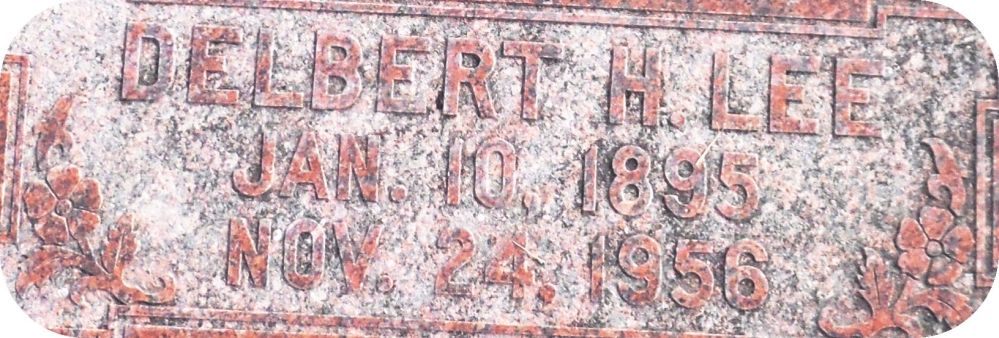 DELBERT H. LEE
JAN. 10, 1895
NOV. 24, 1956